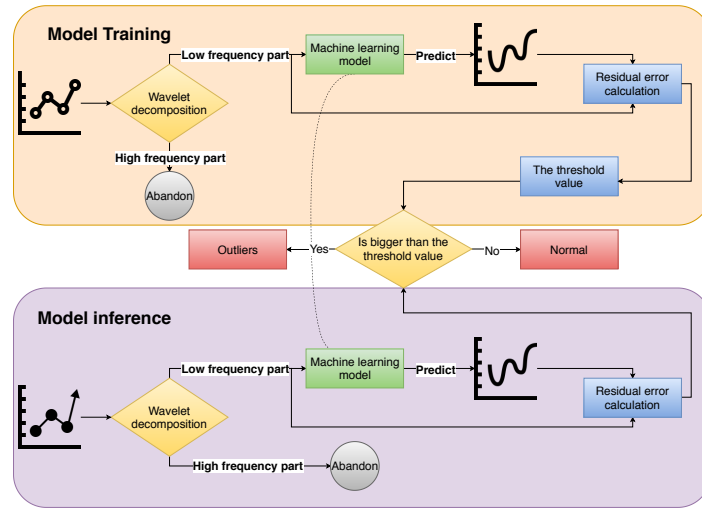 Model Training
Low frequency part
Machine learning
model
Predict
Residual error
calculation
Wavelet
decomposition
High frequency part
Abandon
The threshold
value
Outliers
Yes
Is bigger than the
threshold value
No
Normal
Model inference
Low frequency part
Machine learning
model
Predict
Residual error
calculation
Wavelet
decomposition
High frequency part
Abandon